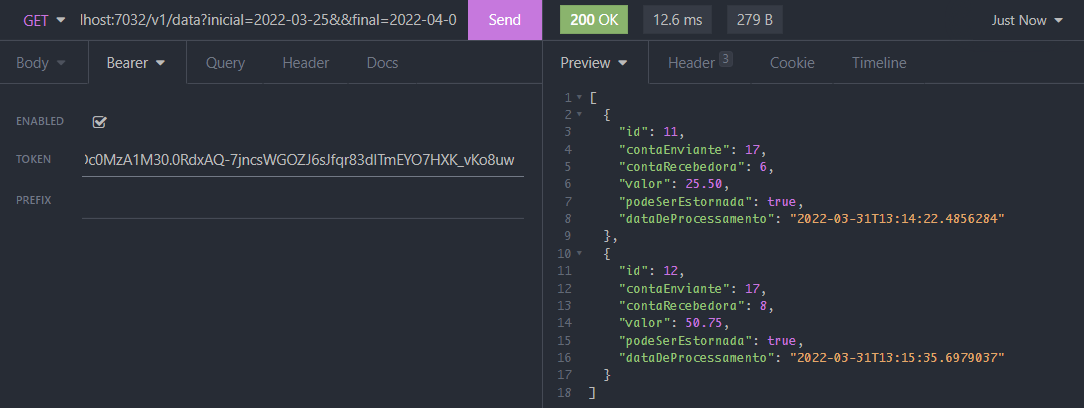 GET lhost:7032/v1/data?inicial=2022-03-25&&final=2022-04-0 Send 200 OK 12.6 ms 279 B Just Now
Body Bearer Query Header Docs
ENABLED
TOKEN Dc0MzA1M30.0RdxAQ-7jncsWGOZJ6sJfqr83dITmEYO7HXK_vKo8uw
PREFIX
Preview Header 3 Cookie Timeline
1 [
2 {
3 "id": 11,
4 "contaEnviante": 17,
5 "contaRecebedora": 6,
6 "valor": 25.50,
7 "podeSerEstornada": true,
8 "dataDeProcessamento": "2022-03-31T13:14:22.4856284"
9 },
10 {
11 "id": 12,
12 "contaEnviante": 17,
13 "contaRecebedora": 8,
14 "valor": 50.75,
15 "podeSerEstornada": true,
16 "dataDeProcessamento": "2022-03-31T13:15:35.6979037"
17 }
18 ]